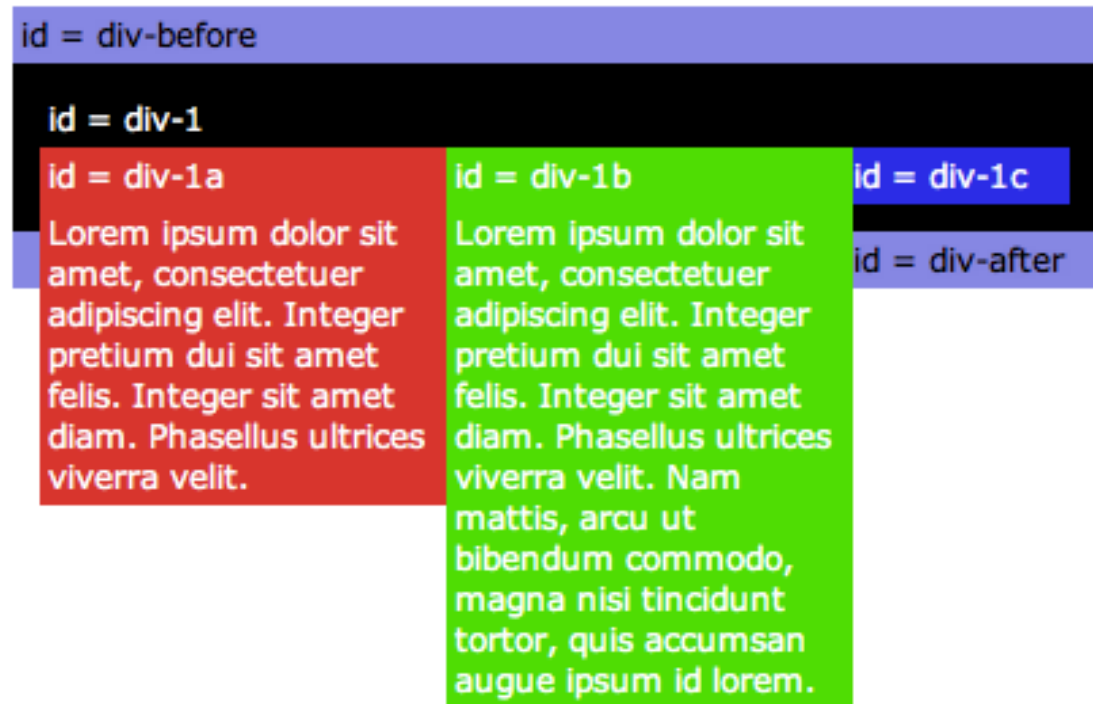 id = div-before
id = div-1
id = div-1a
Lorem ipsum dolor sit
amet, consectetuer
adipiscing elit. Integer
pretium dui sit amet
felis. Integer sit amet
diam. Phasellus ultrices
viverra velit.
id = div-1b
Lorem ipsum dolor sit
amet, consectetuer
adipiscing elit. Integer
pretium dui sit amet
felis. Integer sit amet
diam. Phasellus ultrices
viverra velit. Nam
mattis, arcu ut
bibendum commodo,
magna nisi tincidunt
tortor, quis accumsan
augue ipsum id lorem.
id = div-1c
id = div-after